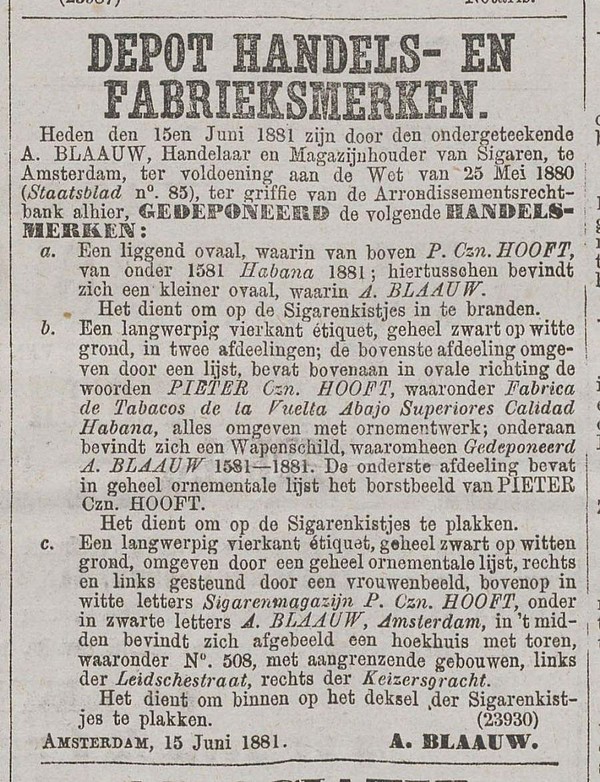 (23987) Notaris.
DEPOT HANDELS- EN
FABRIEKSMERKEN.
Heden den 15en Juni 1881 zijn door den ondergeteekende
A. BLAAUW, Handelaar en Magazijnhouder van Sigaren, te
Amsterdam, ter voldoening aan de Wet van 25 Mei 1880
(Staatsblad nº. 85), ter griffie van de Arrondissementsrecht-
bank alhier, GEDEPONEERD de volgende HANDELS-
MERKEN:
a. Een liggend ovaal, waarin van boven P. Czn. HOOFT,
van onder 1581 Habana 1881; hiertusschen bevindt
zich een kleiner ovaal, waarin A. BLAAUW.
Het dient om op de Sigarenkistjes in te branden.
b. Een langwerpig vierkant étiquet, geheel zwart op witte
grond, in twee afdeelingen; de bovenste afdeeling omge-
ven door een lijst, bevat bovenaan in ovale richting de
woorden PIETER Czn. HOOFT, waaronder Fabrica
de Tabacos de la Vuelta Abajo Superiores Calidad
Habana, alles omgeven met ornementwerk; onderaan
bevindt zich een Wapenschild, waaromheen Gedeponeerd
A. BLAAUW 1581—1881. De onderste afdeeling bevat
in geheel ornementale lijst het borstbeeld van PIETER
Czn. HOOFT.
Het dient om op de Sigarenkistjes te plakken.
c. Een langwerpig vierkant étiquet, geheel zwart op witten
grond, omgeven door een geheel ornementale lijst, rechts
en links gesteund door een vrouwenbeeld, bovenop in
witte letters Sigarenmagazijn P. Czn. HOOFT, onder
in zwarte letters A. BLAAUW, Amsterdam, in 't mid-
den bevindt zich afgebeeld een hoekhuis met toren,
waaronder Nº. 508, met aangrenzende gebouwen, links
der Leidschestraat, rechts der Keizersgracht.
Het dient om binnen op het deksel der Sigarenkist-
jes te plakken. (23930)
AMSTERDAM, 15 Juni 1881. A. BLAAUW.